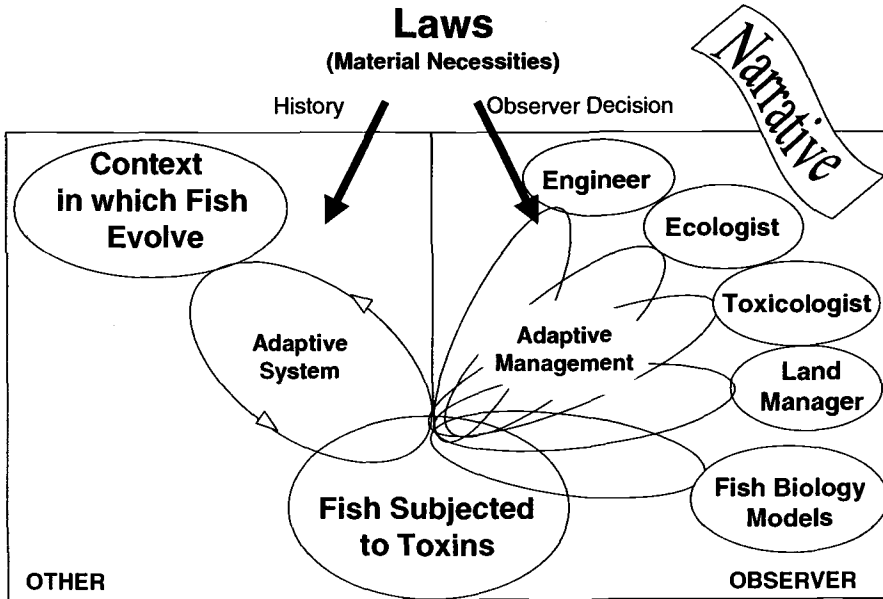 Laws
(Material Necessities)
Narrative
History
Observer Decision
Context
in which Fish
Evolve
Engineer
Ecologist
Toxicologist
Adaptive
System
Adaptive
Management
Land
Manager
Fish Biology
Models
Fish Subjected
to Toxins
OTHER
OBSERVER